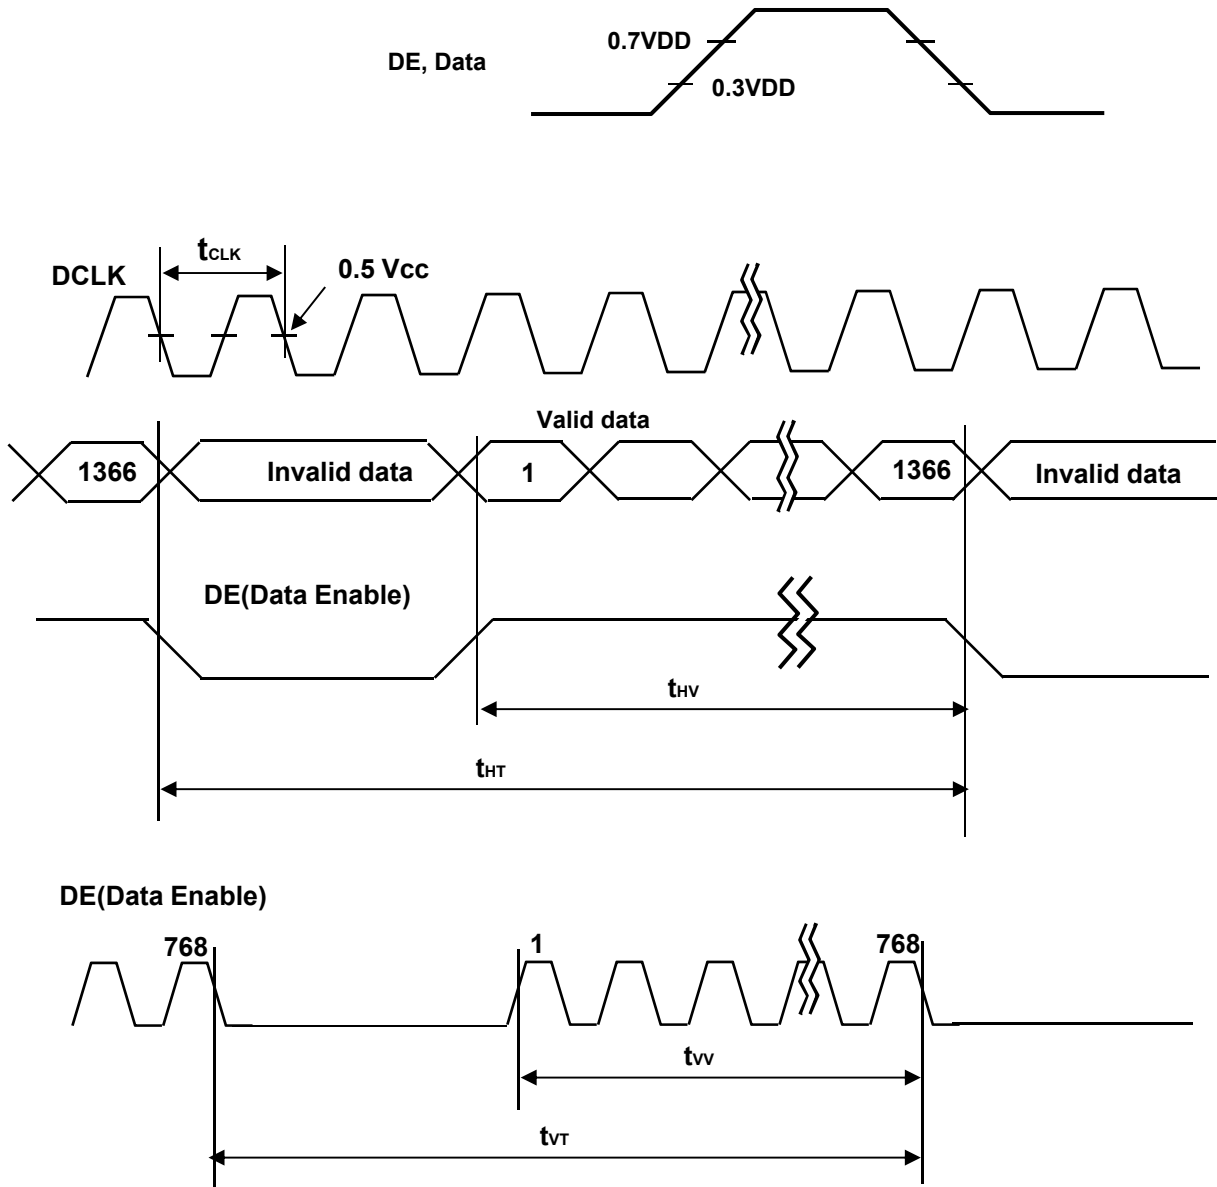 0.7VDD
DE, Data
0.3VDD
tCLK
DCLK
0.5 Vcc
Valid data
1366
Invalid data
1
1366
Invalid data
DE(Data Enable)
tHV
tHT
DE(Data Enable)
768
1
768
tVV
tVT